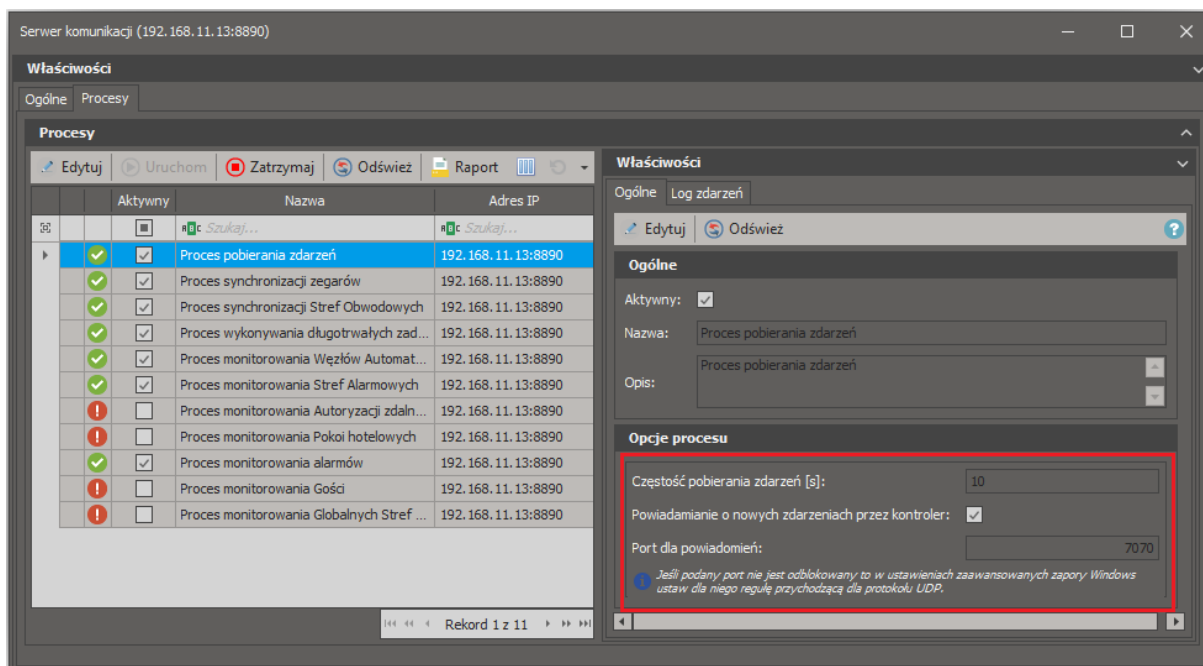 Serwer komunikacji (192.168.11.13:8890)
Właściwości
Ogólne Procesy
Procesy
Edytuj Uruchom Zatrzymaj Odśwież Raport
Aktywny Nazwa Adres IP
ABC Szukaj... ABC Szukaj...
Proces pobierania zdarzeń 192.168.11.13:8890
Proces synchronizacji zegarów 192.168.11.13:8890
Proces synchronizacji Stref Obwodowych 192.168.11.13:8890
Proces wykonywania długotrwałych zad... 192.168.11.13:8890
Proces monitorowania Węzłów Automat... 192.168.11.13:8890
Proces monitorowania Stref Alarmowych 192.168.11.13:8890
Proces monitorowania Autoryzacji zdaln... 192.168.11.13:8890
Proces monitorowania Pokoi hotelowych 192.168.11.13:8890
Proces monitorowania alarmów 192.168.11.13:8890
Proces monitorowania Gości 192.168.11.13:8890
Proces monitorowania Globalnych Stref ... 192.168.11.13:8890
Rekord 1 z 11
Właściwości
Ogólne Log zdarzeń
Edytuj Odśwież ?
Ogólne
Aktywny:
Nazwa: Proces pobierania zdarzeń
Opis: Proces pobierania zdarzeń
Opcje procesu
Częstość pobierania zdarzeń [s]: 10
Powiadamianie o nowych zdarzeniach przez kontroler:
Port dla powiadomień: 7070
Jeśli podany port nie jest odblokowany to w ustawieniach zaawansowanych zapory Windows
ustaw dla niego regułę przychodzącą dla protokołu UDP.